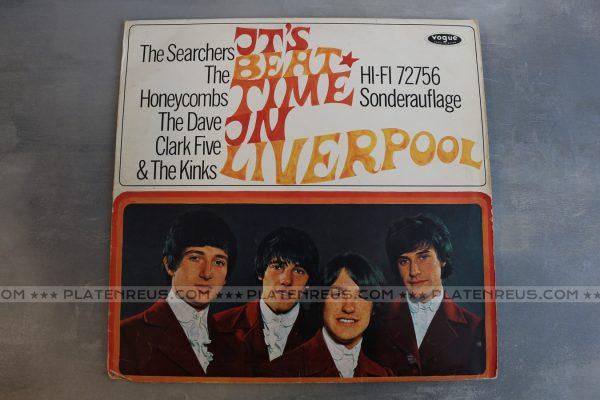 The Searchers
The
Honeycombs
The Dave
Clark Five
& The Kinks
IT'S
BEAT
TIME
IN
LIVERPOOL
HI-FI 72756
Sonderauflage
vogue
.COM *** PLATENREUS.COM *** PLATENREUS.COM *** PLATENREUS.COM